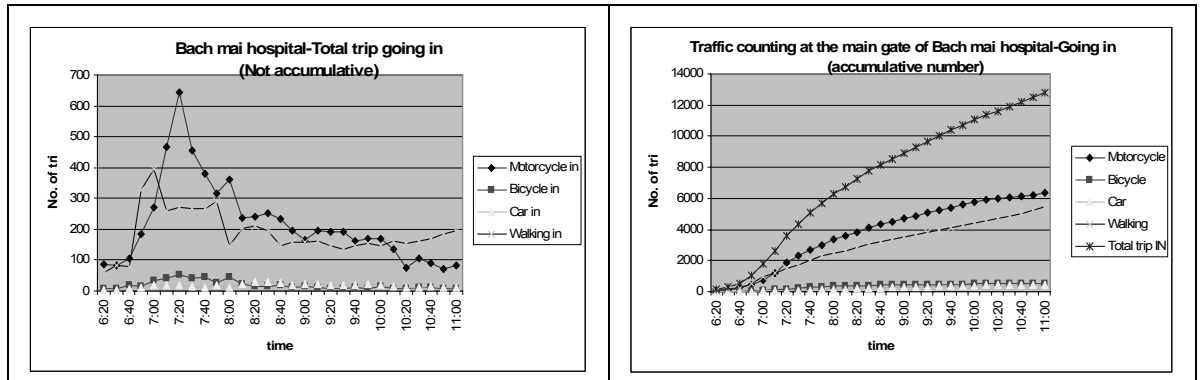 Bach mai hospital-Total trip going in
(Not accumulative)
700
600
500
400
300
200
100
0
No. of tri
6:20
6:40
7:00
7:20
7:40
8:00
8:20
8:40
9:00
9:20
9:40
10:00
10:20
10:40
11:00
time
Motorcycle in
Bicycle in
Car in
Walking in
Traffic counting at the main gate of Bach mai hospital-Going in
(accumulative number)
14000
12000
10000
8000
6000
4000
2000
0
No. of tri
6:20
6:40
7:00
7:20
7:40
8:00
8:20
8:40
9:00
9:20
9:40
10:00
10:20
10:40
11:00
time
Motorcycle
Bicycle
Car
Walking
Total trip IN